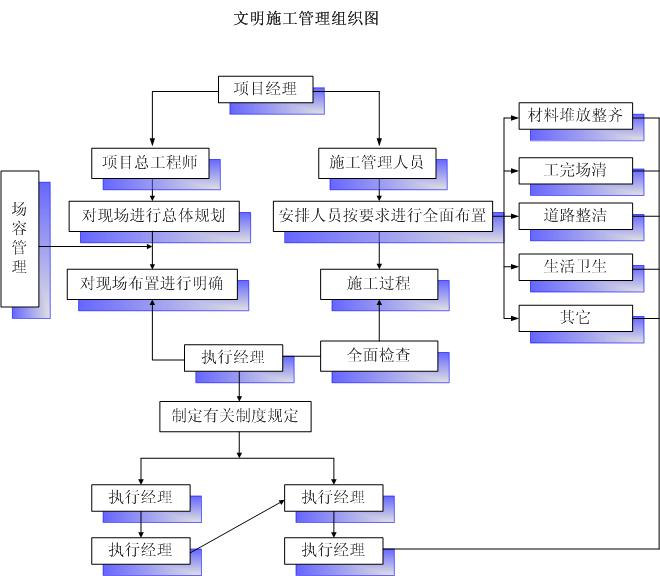 文明施工管理组织图
项目经理
材料堆放整齐
项目总工程师
施工管理人员
工完场清
场容管理
对现场进行总体规划
安排人员按要求进行全面布置
道路整洁
对现场布置进行明确
施工过程
生活卫生
其它
执行经理
全面检查
制定有关制度规定
执行经理
执行经理
执行经理
执行经理